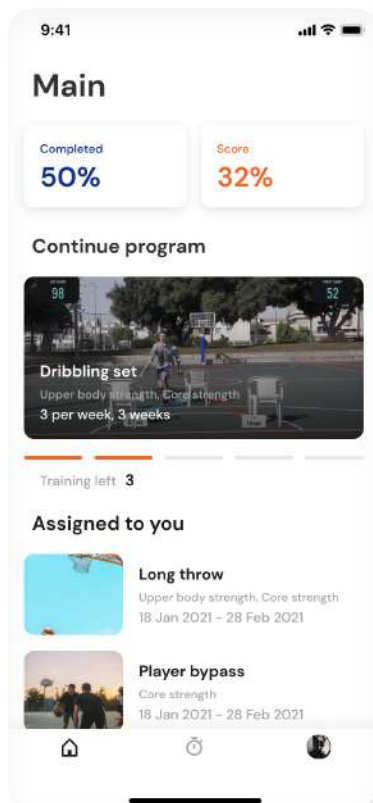 9:41
Main
Completed
Score
50%
32%
Continue program
98
52
Dribbling set
Upper body strength, Core strength
3 per week, 3 weeks
Training left 3
Assigned to you
Long throw
Upper body strength, Core strength
18 Jan 2021 - 28 Feb 2021
Player bypass
Core strength
18 Jan 2021 - 28 Feb 2021